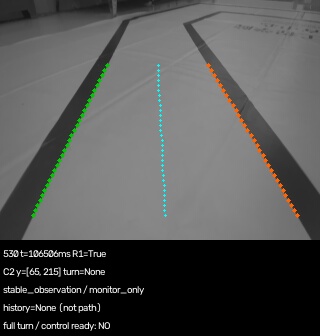 530 t=106506ms R1=True
C2 y=[65, 215] turn=None
stable_observation / monitor_only
history=None (not path)
full turn / control ready: NO